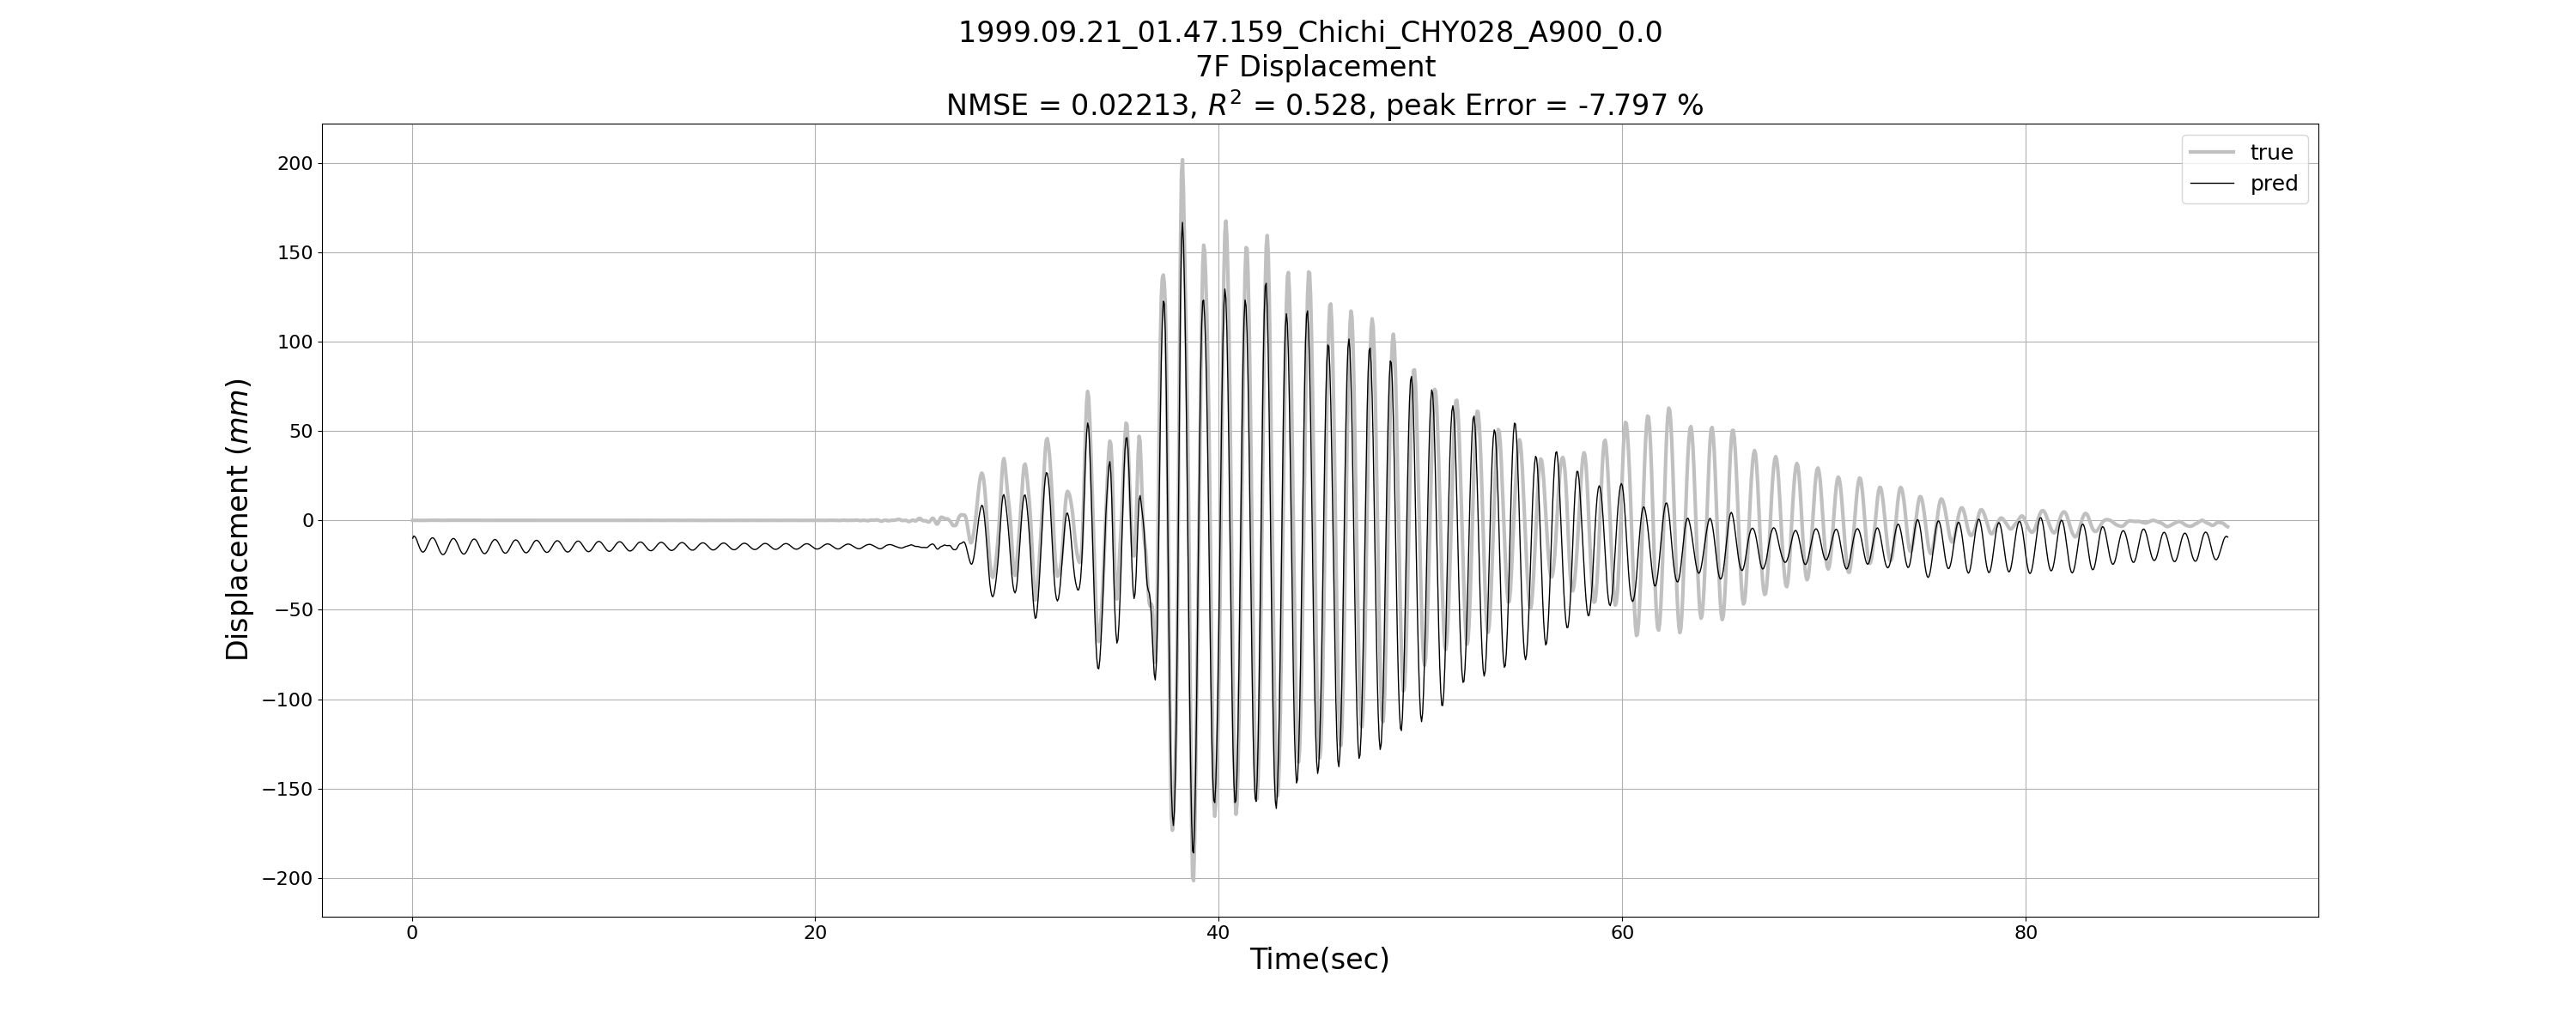 1999.09.21_01.47.159_Chichi_CHY028_A900_0.0
7F Displacement
NMSE = 0.02213, R² = 0.528, peak Error = -7.797 %
true
pred
Displacement (mm)
200
150
100
50
0
−50
−100
−150
−200
0 20 40 60 80
Time(sec)